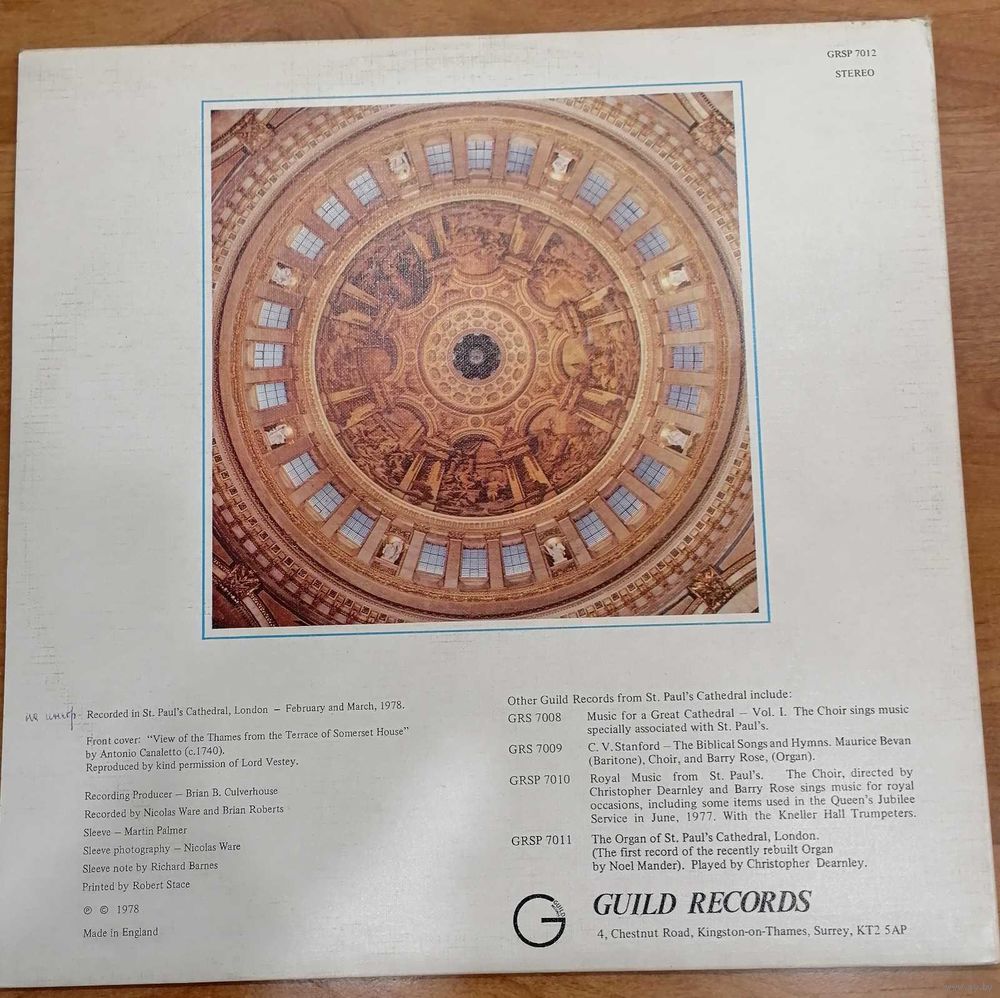 GRSP 7012
STEREO
Recorded in St. Paul's Cathedral, London – February and March, 1978.
Front cover: "View of the Thames from the Terrace of Somerset House"
by Antonio Canaletto (c.1740).
Reproduced by kind permission of Lord Vestey.
Recording Producer – Brian B. Culverhouse
Recorded by Nicolas Ware and Brian Roberts
Sleeve – Martin Palmer
Sleeve photography – Nicolas Ware
Sleeve note by Richard Barnes
Printed by Robert Stace
℗ © 1978
Made in England
Other Guild Records from St. Paul's Cathedral include:
GRS 7008 Music for a Great Cathedral – Vol. I. The Choir sings music
specially associated with St. Paul's.
GRS 7009 C. V. Stanford – The Biblical Songs and Hymns. Maurice Bevan
(Baritone), Choir, and Barry Rose, (Organ).
GRSP 7010 Royal Music from St. Paul's. The Choir, directed by
Christopher Dearnley and Barry Rose sings music for royal
occasions, including some items used in the Queen's Jubilee
Service in June, 1977. With the Kneller Hall Trumpeters.
GRSP 7011 The Organ of St. Paul's Cathedral, London.
(The first record of the recently rebuilt Organ
by Noel Mander). Played by Christopher Dearnley.
G GUILD
GUILD RECORDS
4, Chestnut Road, Kingston-on-Thames, Surrey, KT2 5AP